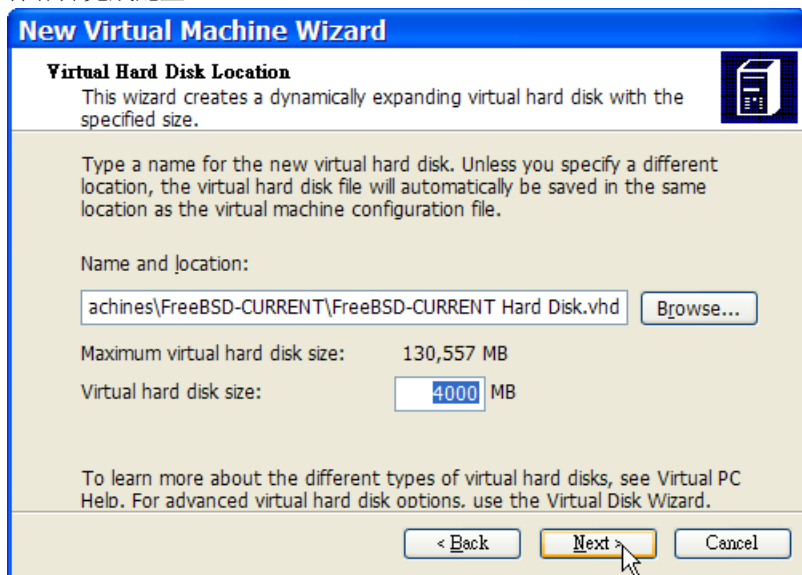 New Virtual Machine Wizard
Virtual Hard Disk Location
This wizard creates a dynamically expanding virtual hard disk with the
specified size.
Type a name for the new virtual hard disk. Unless you specify a different
location, the virtual hard disk file will automatically be saved in the same
location as the virtual machine configuration file.
Name and location:
achines\FreeBSD-CURRENT\FreeBSD-CURRENT Hard Disk.vhd Browse...
Maximum virtual hard disk size: 130,557 MB
Virtual hard disk size: 4000 MB
To learn more about the different types of virtual hard disks, see Virtual PC
Help. For advanced virtual hard disk options, use the Virtual Disk Wizard.
< Back Next > Cancel